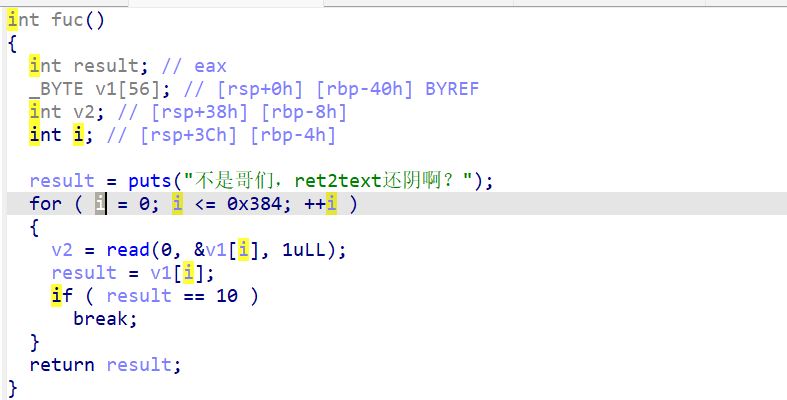 int fuc()
{
  int result; // eax
  _BYTE v1[56]; // [rsp+0h] [rbp-40h] BYREF
  int v2; // [rsp+38h] [rbp-8h]
  int i; // [rsp+3Ch] [rbp-4h]
  result = puts("不是哥们，ret2text还阴啊？");
  for ( i = 0; i <= 0x384; ++i )
  {
    v2 = read(0, &v1[i], 1uLL);
    result = v1[i];
    if ( result == 10 )
      break;
  }
  return result;
}